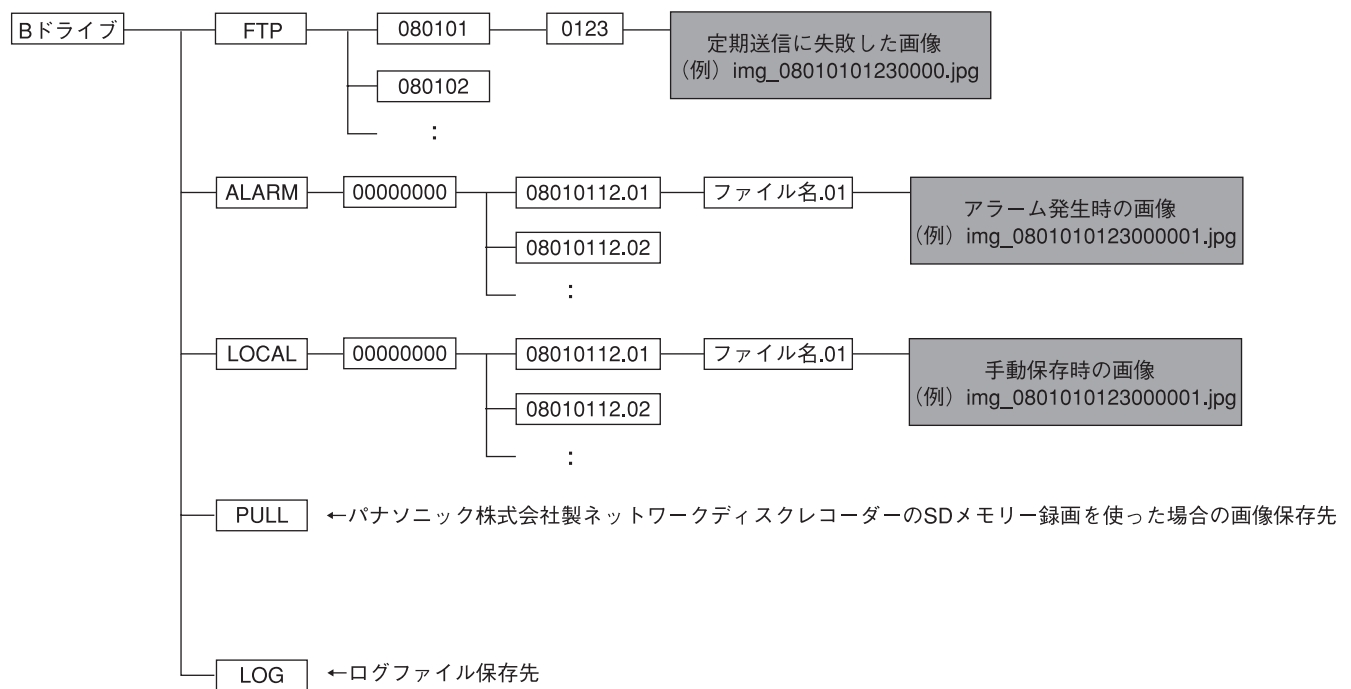 Bドライブ
FTP
080101
0123
定期送信に失敗した画像
(例) img_08010101230000.jpg
080102
:
ALARM
00000000
08010112.01
ファイル名.01
アラーム発生時の画像
(例) img_0801010123000001.jpg
08010112.02
:
LOCAL
00000000
08010112.01
ファイル名.01
手動保存時の画像
(例) img_0801010123000001.jpg
08010112.02
:
PULL
←パナソニック株式会社製ネットワークディスクレコーダーのSDメモリー録画を使った場合の画像保存先
LOG
←ログファイル保存先